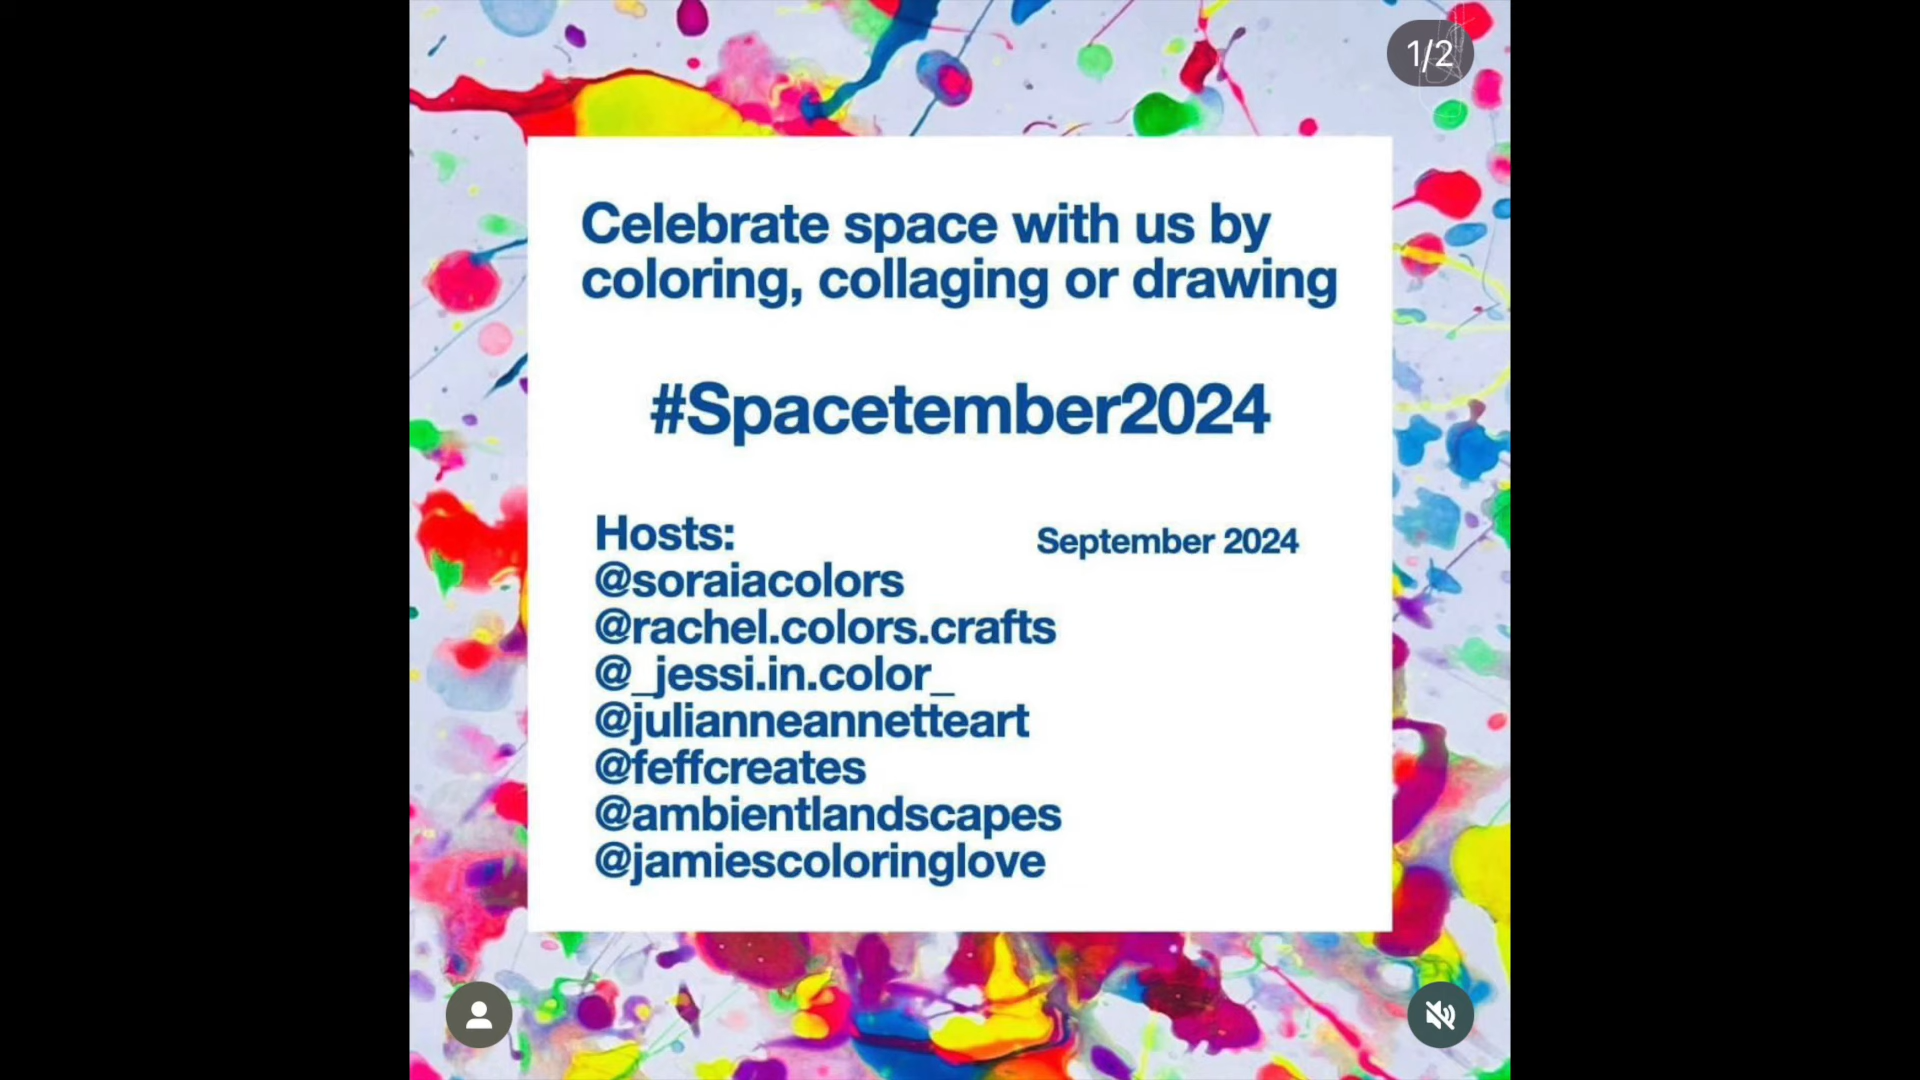 1/2
Celebrate space with us by
coloring, collaging or drawing
#Spacetember2024
Hosts:
September 2024
@soraiacolors
@rachel.colors.crafts
@_jessi.in.color_
@julianneannetteart
@feffcreates
@ambientlandscapes
@jamiescoloringlove